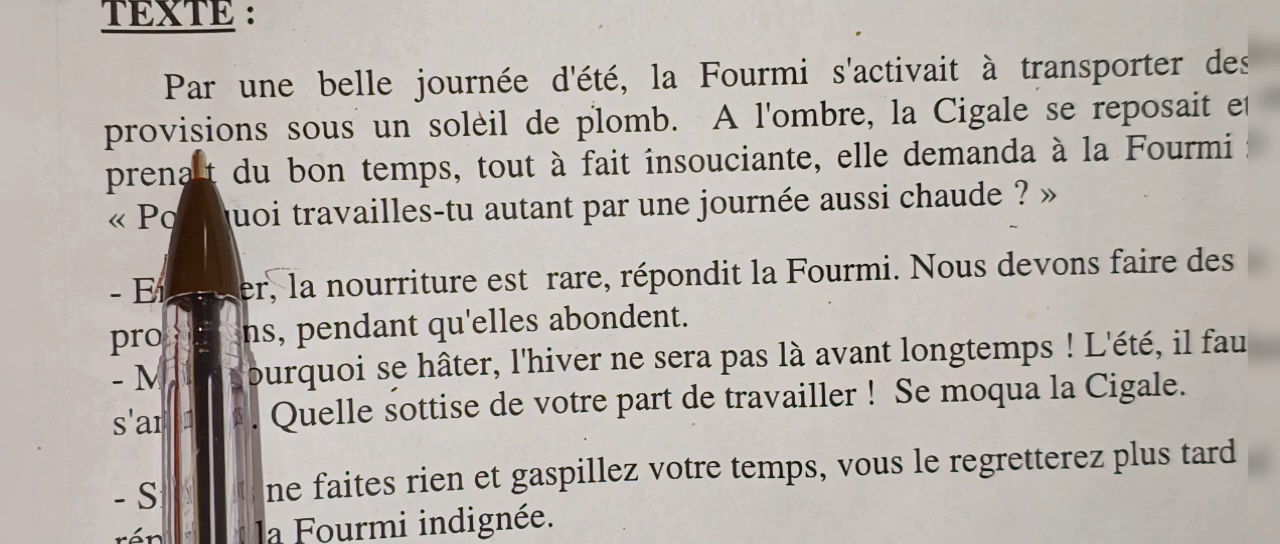 TEXTE :
Par une belle journée d'été, la Fourmi s'activait à transporter des
provisions sous un soleil de plomb. A l'ombre, la Cigale se reposait et
du bon temps, tout à fait insouciante, elle demanda à la Fourmi :
« travailles-tu autant par une journée aussi chaude ? »
- la nourriture est rare, répondit la Fourmi. Nous devons faire des
pendant qu'elles abondent.
- pourquoi se hâter, l'hiver ne sera pas là avant longtemps ! L'été, il
Quelle sottise de votre part de travailler ! Se moqua la Cigale.
- ne faites rien et gaspillez votre temps, vous le regretterez plus tard
la Fourmi indignée.